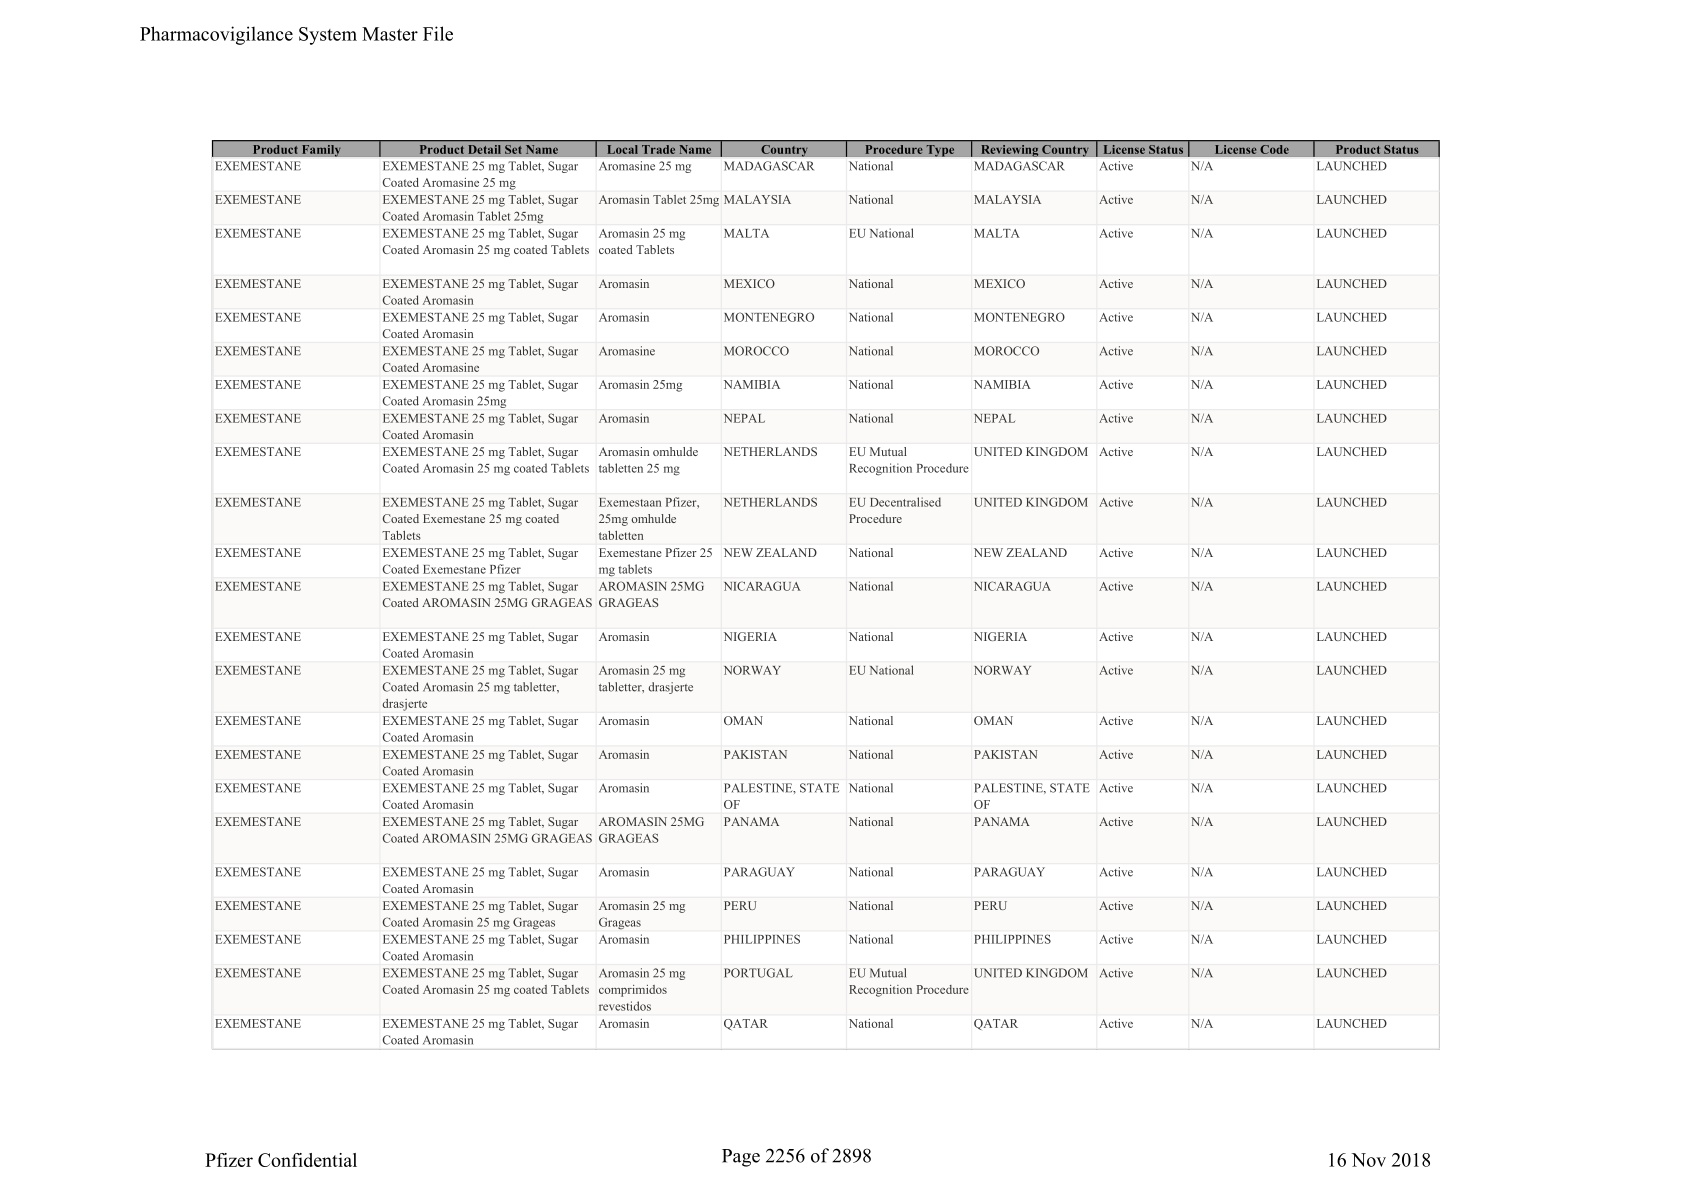 Pharmacovigilance System Master File
Product Family Product Detail Set Name Local Trade Name Country Procedure Type Reviewing Country License Status License Code Product Status
EXEMESTANE EXEMESTANE 25 mg Tablet, Sugar Aromasine 25 mg MADAGASCAR National MADAGASCAR Active N/A LAUNCHED
Coated Aromasine 25 mg
EXEMESTANE EXEMESTANE 25 mg Tablet, Sugar Aromasin Tablet 25mg MALAYSIA National MALAYSIA Active N/A LAUNCHED
Coated Aromasin Tablet 25mg
EXEMESTANE EXEMESTANE 25 mg Tablet, Sugar Aromasin 25 mg MALTA EU National MALTA Active N/A LAUNCHED
Coated Aromasin 25 mg coated Tablets coated Tablets
EXEMESTANE EXEMESTANE 25 mg Tablet, Sugar Aromasin MEXICO National MEXICO Active N/A LAUNCHED
Coated Aromasin
EXEMESTANE EXEMESTANE 25 mg Tablet, Sugar Aromasin MONTENEGRO National MONTENEGRO Active N/A LAUNCHED
Coated Aromasin
EXEMESTANE EXEMESTANE 25 mg Tablet, Sugar Aromasine MOROCCO National MOROCCO Active N/A LAUNCHED
Coated Aromasine
EXEMESTANE EXEMESTANE 25 mg Tablet, Sugar Aromasin 25mg NAMIBIA National NAMIBIA Active N/A LAUNCHED
Coated Aromasin 25mg
EXEMESTANE EXEMESTANE 25 mg Tablet, Sugar Aromasin NEPAL National NEPAL Active N/A LAUNCHED
Coated Aromasin
EXEMESTANE EXEMESTANE 25 mg Tablet, Sugar Aromasin omhulde NETHERLANDS EU Mutual UNITED KINGDOM Active N/A LAUNCHED
Coated Aromasin 25 mg coated Tablets tabletten 25 mg Recognition Procedure
EXEMESTANE EXEMESTANE 25 mg Tablet, Sugar Exemestaan Pfizer, NETHERLANDS EU Decentralised UNITED KINGDOM Active N/A LAUNCHED
Coated Exemestane 25 mg coated 25mg omhulde Procedure
Tablets tabletten
EXEMESTANE EXEMESTANE 25 mg Tablet, Sugar Exemestane Pfizer 25 NEW ZEALAND National NEW ZEALAND Active N/A LAUNCHED
Coated Exemestane Pfizer mg tablets
EXEMESTANE EXEMESTANE 25 mg Tablet, Sugar AROMASIN 25MG NICARAGUA National NICARAGUA Active N/A LAUNCHED
Coated AROMASIN 25MG GRAGEAS GRAGEAS
EXEMESTANE EXEMESTANE 25 mg Tablet, Sugar Aromasin NIGERIA National NIGERIA Active N/A LAUNCHED
Coated Aromasin
EXEMESTANE EXEMESTANE 25 mg Tablet, Sugar Aromasin 25 mg NORWAY EU National NORWAY Active N/A LAUNCHED
Coated Aromasin 25 mg tabletter, tabletter, drasjerte
drasjerte
EXEMESTANE EXEMESTANE 25 mg Tablet, Sugar Aromasin OMAN National OMAN Active N/A LAUNCHED
Coated Aromasin
EXEMESTANE EXEMESTANE 25 mg Tablet, Sugar Aromasin PAKISTAN National PAKISTAN Active N/A LAUNCHED
Coated Aromasin
EXEMESTANE EXEMESTANE 25 mg Tablet, Sugar Aromasin PALESTINE, STATE National PALESTINE, STATE Active N/A LAUNCHED
Coated Aromasin OF OF
EXEMESTANE EXEMESTANE 25 mg Tablet, Sugar AROMASIN 25MG PANAMA National PANAMA Active N/A LAUNCHED
Coated AROMASIN 25MG GRAGEAS GRAGEAS
EXEMESTANE EXEMESTANE 25 mg Tablet, Sugar Aromasin PARAGUAY National PARAGUAY Active N/A LAUNCHED
Coated Aromasin
EXEMESTANE EXEMESTANE 25 mg Tablet, Sugar Aromasin 25 mg PERU National PERU Active N/A LAUNCHED
Coated Aromasin 25 mg Grageas Grageas
EXEMESTANE EXEMESTANE 25 mg Tablet, Sugar Aromasin PHILIPPINES National PHILIPPINES Active N/A LAUNCHED
Coated Aromasin
EXEMESTANE EXEMESTANE 25 mg Tablet, Sugar Aromasin 25 mg PORTUGAL EU Mutual UNITED KINGDOM Active N/A LAUNCHED
Coated Aromasin 25 mg coated Tablets comprimidos Recognition Procedure
revestidos
EXEMESTANE EXEMESTANE 25 mg Tablet, Sugar Aromasin QATAR National QATAR Active N/A LAUNCHED
Coated Aromasin
Pfizer Confidential Page 2256 of 2898 16 Nov 2018